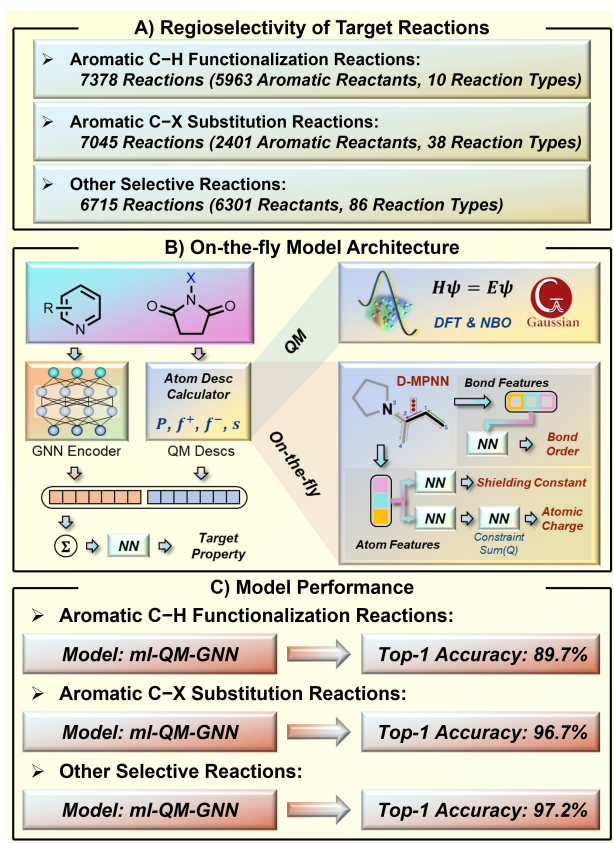 A) Regioselectivity of Target Reactions
➢ Aromatic C−H Functionalization Reactions:
7378 Reactions (5963 Aromatic Reactants, 10 Reaction Types)
➢ Aromatic C−X Substitution Reactions:
7045 Reactions (2401 Aromatic Reactants, 38 Reaction Types)
➢ Other Selective Reactions:
6715 Reactions (6301 Reactants, 86 Reaction Types)
B) On-the-fly Model Architecture
R
N
X
O
N
O
QM
Hψ = Eψ
DFT & NBO
Gaussian
GNN Encoder
Atom Desc
Calculator
P, f⁺, f⁻, s
QM Descs
On-the-fly
D-MPNN
N
3
2
1
4
5
Bond Features
NN
Bond
Order
Atom Features
NN
Shielding Constant
NN
NN
Atomic
Charge
Constraint
Sum(Q)
Σ
NN
Target
Property
C) Model Performance
➢ Aromatic C−H Functionalization Reactions:
Model: ml-QM-GNN
Top-1 Accuracy: 89.7%
➢ Aromatic C−X Substitution Reactions:
Model: ml-QM-GNN
Top-1 Accuracy: 96.7%
➢ Other Selective Reactions:
Model: ml-QM-GNN
Top-1 Accuracy: 97.2%